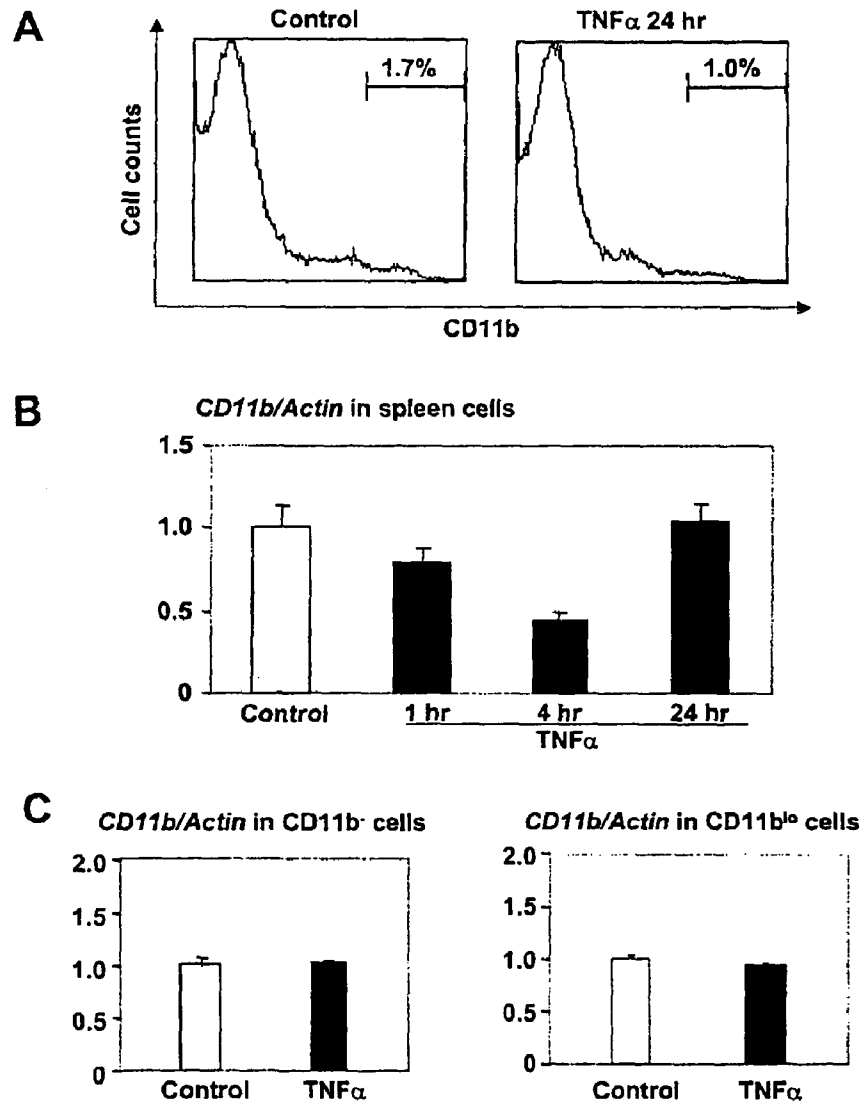 A
Control
TNFα 24 hr
1.7%
1.0%
Cell counts
CD11b
B
CD11b/Actin in spleen cells
1.5
1.0
0.5
0
Control
1 hr
4 hr
24 hr
TNFα
C
CD11b/Actin in CD11b⁻ cells
2.0
1.5
1.0
0.5
0
Control
TNFα
CD11b/Actin in CD11bˡᵒ cells
2.0
1.5
1.0
0.5
0
Control
TNFα